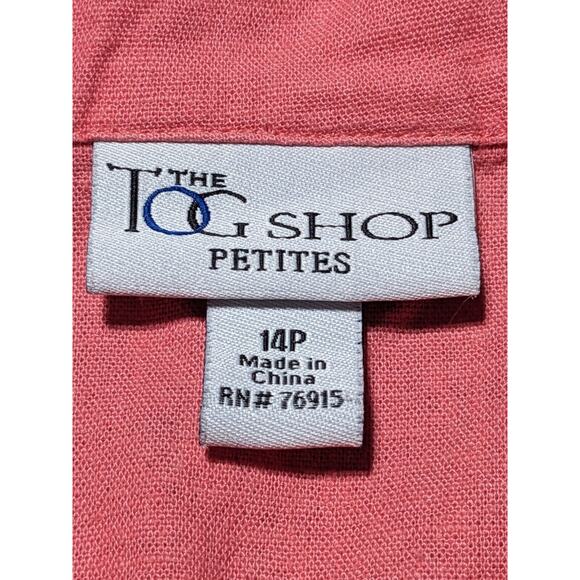 THE
TOG SHOP
PETITES
14P
Made in
China
RN# 76915